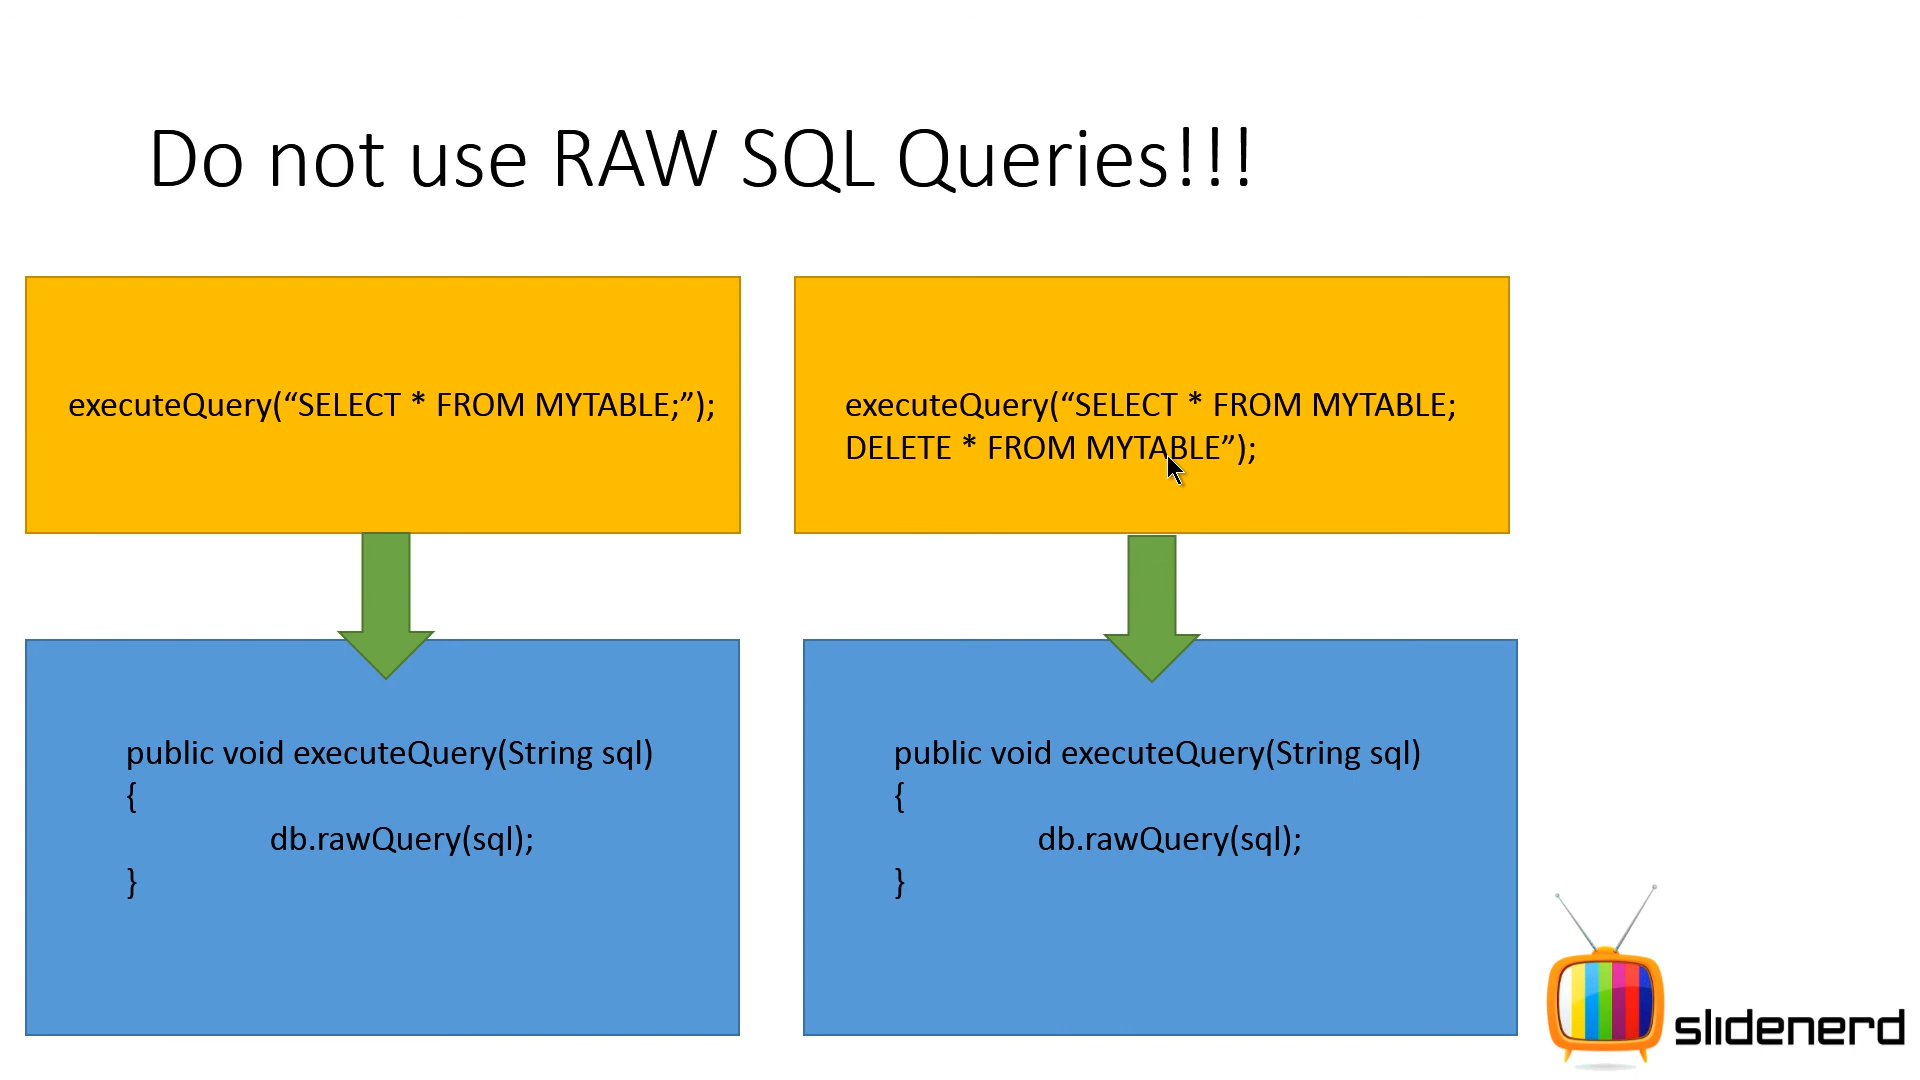 Do not use RAW SQL Queries!!!
executeQuery(“SELECT * FROM MYTABLE;”);
executeQuery(“SELECT * FROM MYTABLE;
DELETE * FROM MYTABLE”);
public void executeQuery(String sql)
{
db.rawQuery(sql);
}
public void executeQuery(String sql)
{
db.rawQuery(sql);
}
slidenerd